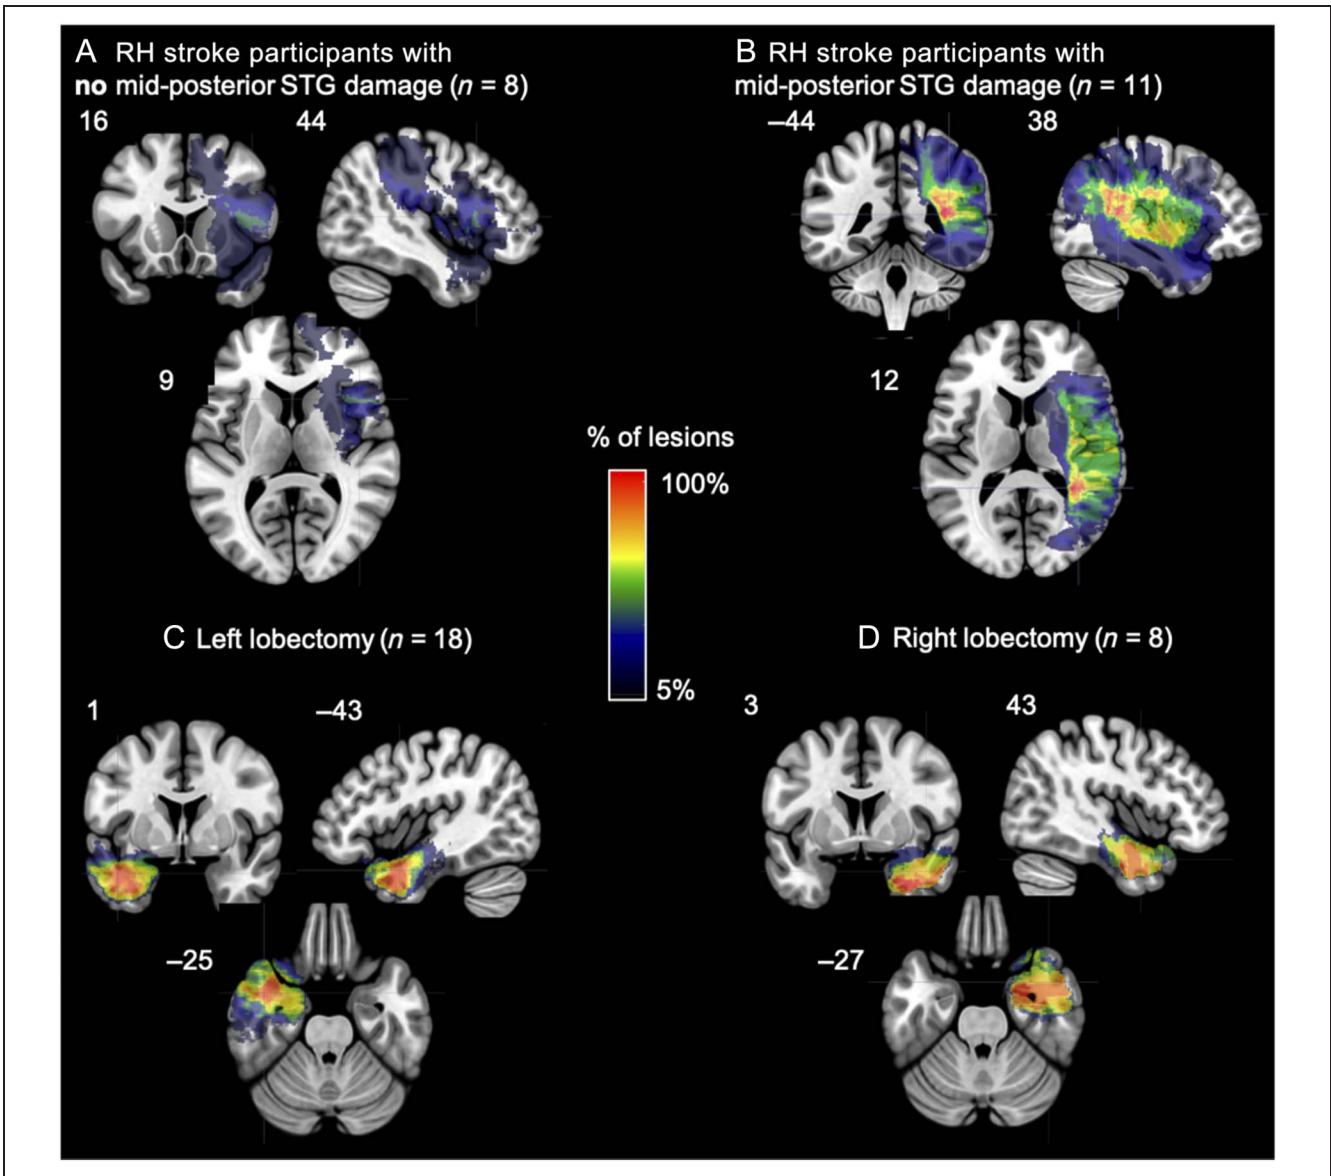 A RH stroke participants with
no mid-posterior STG damage (n = 8)
16
44
9
B RH stroke participants with
mid-posterior STG damage (n = 11)
–44
38
12
% of lesions
100%
5%
C Left lobectomy (n = 18)
1
–43
–25
D Right lobectomy (n = 8)
3
43
–27